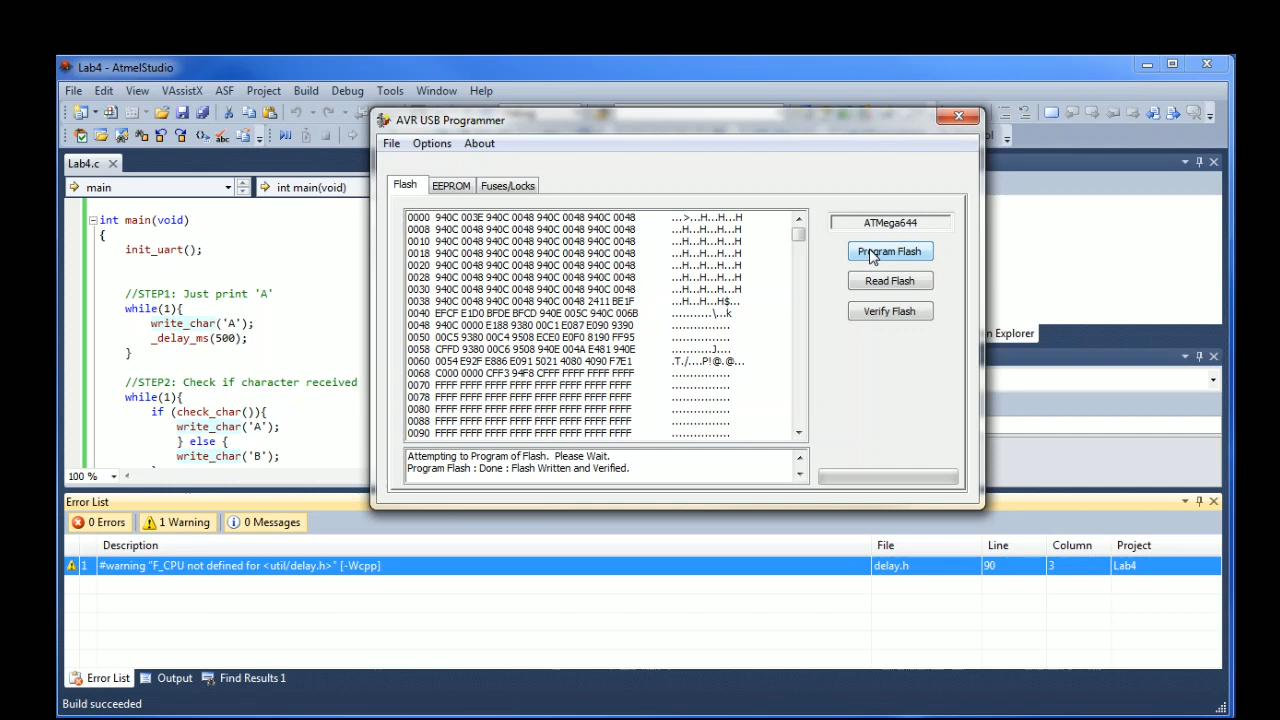 Lab4 - AtmelStudio
File Edit View VAssistX ASF Project Build Debug Tools Window Help
AVR USB Programmer
File Options About
Lab4.c
main
int main(void)
int main(void)
{
init_uart();
//STEP1: Just print 'A'
while(1){
write_char('A');
_delay_ms(500);
}
//STEP2: Check if character received
while(1){
if (check_char()){
write_char('A');
} else {
write_char('B');
100 %
Flash EEPROM Fuses/Locks
0000 940C 003E 940C 0048 940C 0048 940C 0048 ...>...H...H...H
0008 940C 0048 940C 0048 940C 0048 940C 0048 ...H...H...H...H
0010 940C 0048 940C 0048 940C 0048 940C 0048 ...H...H...H...H
0018 940C 0048 940C 0048 940C 0048 940C 0048 ...H...H...H...H
0020 940C 0048 940C 0048 940C 0048 940C 0048 ...H...H...H...H
0028 940C 0048 940C 0048 940C 0048 940C 0048 ...H...H...H...H
0030 940C 0048 940C 0048 940C 0048 940C 0048 ...H...H...H...H
0038 940C 0048 940C 0048 940C 0048 2411 BE1F ...H...H...H$...
0040 EFCF E1D0 BFDE BFCD 940E 005C 940C 006B ...........\...k
0048 940C 0000 E188 9380 00C1 E087 E090 9390 ................
0050 00C5 9380 00C4 9508 ECE0 E0F0 8190 FF95 ................
0058 CFFD 9380 00C6 9508 940E 004A E481 940E ...........J....
0060 0054 E92F E886 E091 5021 4080 4090 F7E1 .T./....P!@.@...
0068 C000 0000 CFF3 94F8 CFFF FFFF FFFF FFFF ................
0070 FFFF FFFF FFFF FFFF FFFF FFFF FFFF FFFF ................
0078 FFFF FFFF FFFF FFFF FFFF FFFF FFFF FFFF ................
0080 FFFF FFFF FFFF FFFF FFFF FFFF FFFF FFFF ................
0088 FFFF FFFF FFFF FFFF FFFF FFFF FFFF FFFF ................
0090 FFFF FFFF FFFF FFFF FFFF FFFF FFFF FFFF ................
ATMega644
Program Flash
Read Flash
Verify Flash
Attempting to Program of Flash. Please Wait.
Program Flash : Done : Flash Written and Verified.
Explorer
Error List
0 Errors 1 Warning 0 Messages
Description File Line Column Project
1 #warning "F_CPU not defined for <util/delay.h>" [-Wcpp] delay.h 90 3 Lab4
Error List Output Find Results 1
Build succeeded